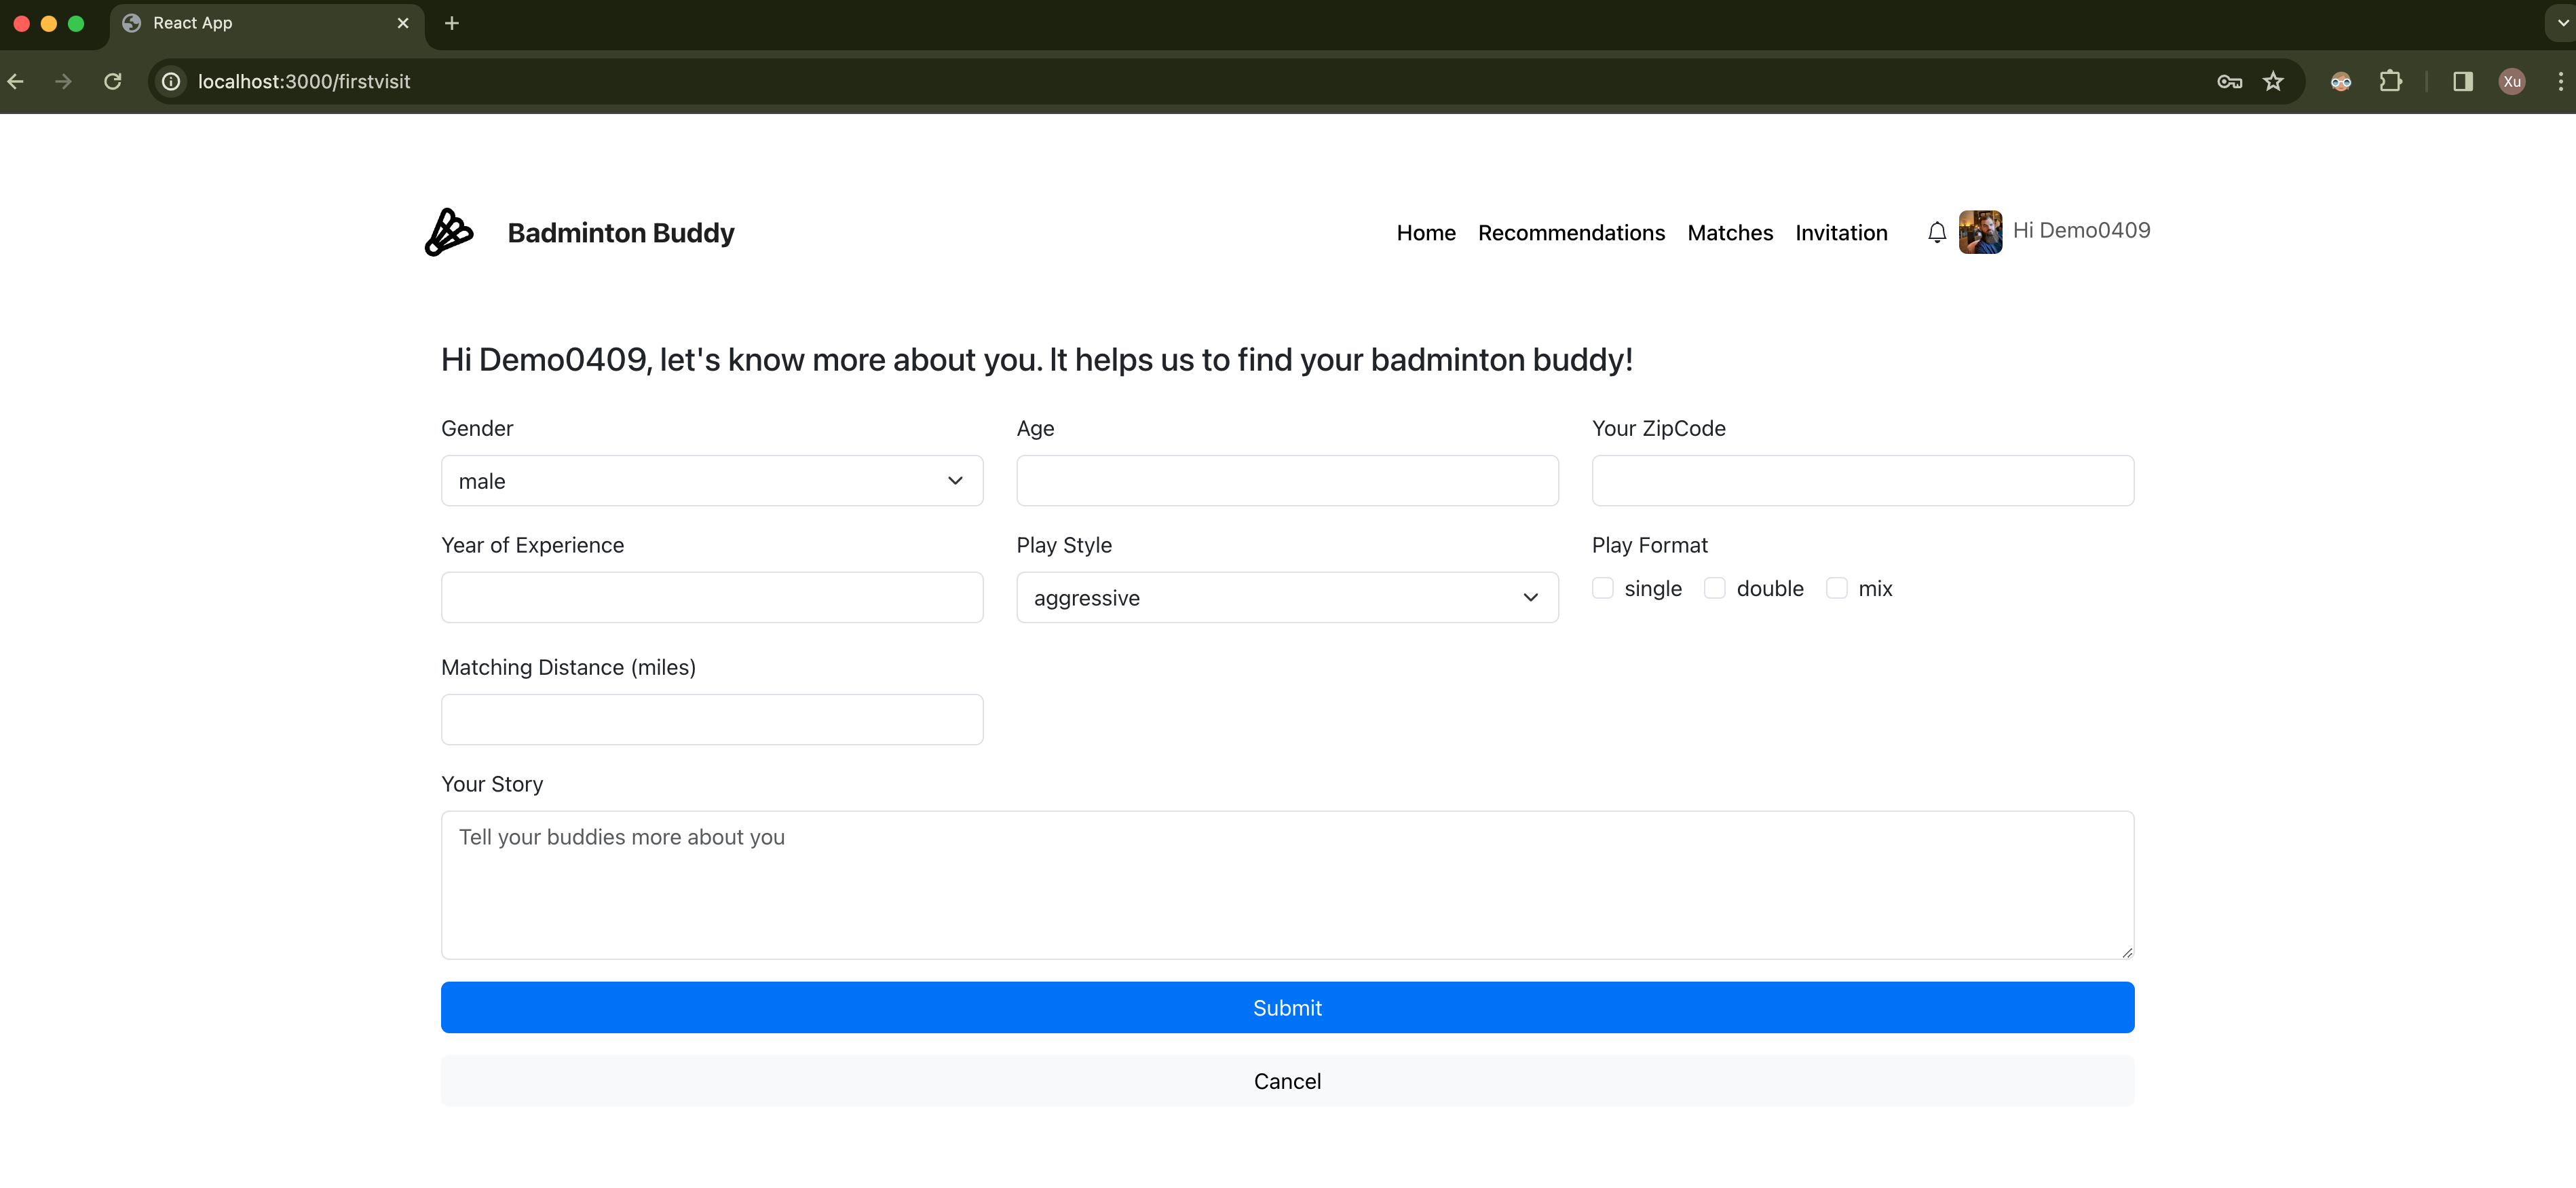 React App
localhost:3000/firstvisit
Xu
Badminton Buddy
Home Recommendations Matches Invitation Hi Demo0409
Hi Demo0409, let's know more about you. It helps us to find your badminton buddy!
Gender Age Your ZipCode
male
Year of Experience Play Style Play Format
aggressive single double mix
Matching Distance (miles)
Your Story
Tell your buddies more about you
Submit
Cancel